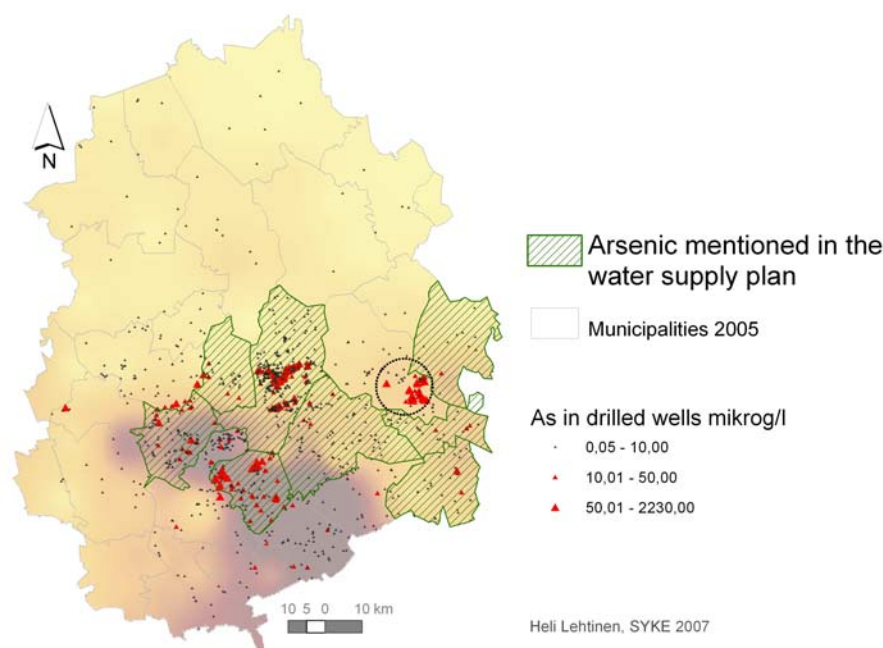 N
Arsenic mentioned in the
water supply plan
Municipalities 2005
As in drilled wells mikrog/l
0,05 - 10,00
10,01 - 50,00
50,01 - 2230,00
10 5 0 10 km
Heli Lehtinen, SYKE 2007